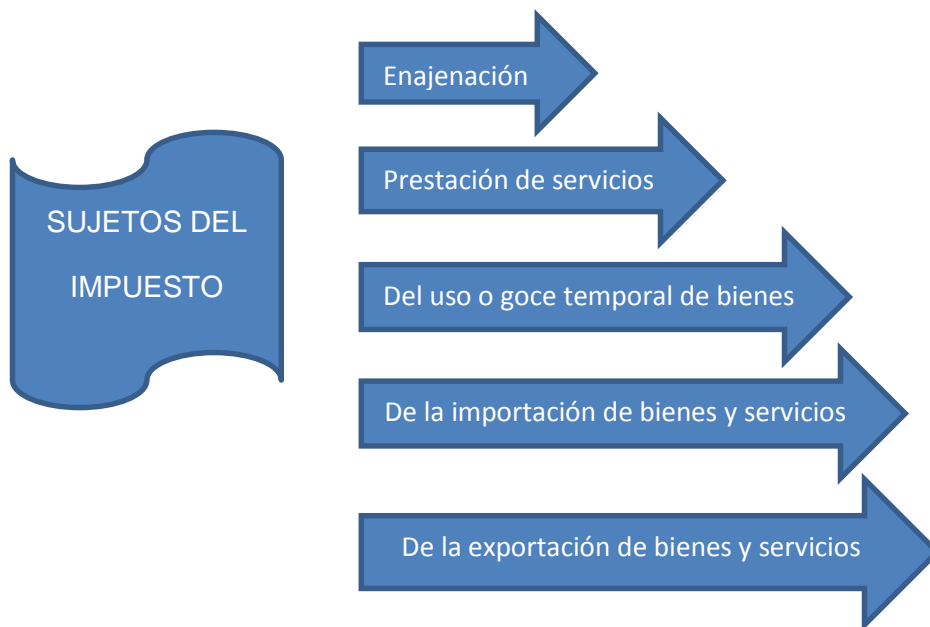 SUJETOS DEL
IMPUESTO
Enajenación
Prestación de servicios
Del uso o goce temporal de bienes
De la importación de bienes y servicios
De la exportación de bienes y servicios